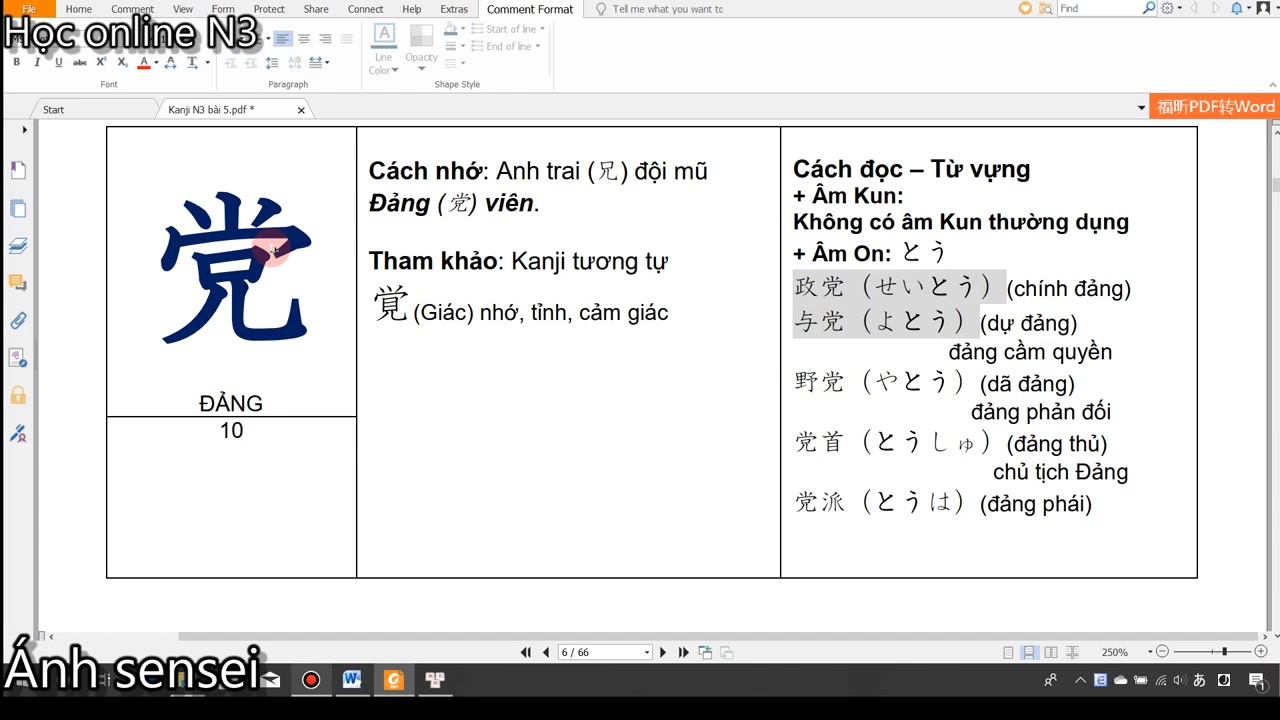 File Home Comment View Form Protect Share Connect Help Extras Comment Format Tell me what you want to Find
Học online N3
Start of line
End of line
Line Color
Opacity
Font Paragraph Shape Style
Start Kanji N3 bài 5.pdf * 福昕PDF转Word
党
ĐẢNG
10
Cách nhớ: Anh trai (兄) đội mũ
Đảng (党) viên.
Tham khảo: Kanji tương tự
覚 (Giác) nhớ, tỉnh, cảm giác
Cách đọc – Từ vựng
+ Âm Kun:
Không có âm Kun thường dụng
+ Âm On: とう
政党（せいとう）(chính đảng)
与党（よとう）(dự đảng)
đảng cầm quyền
野党（やとう）(dã đảng)
đảng phản đối
党首（とうしゅ）(đảng thủ)
chủ tịch Đảng
党派（とうは）(đảng phái)
6 / 66
250%
Ánh sensei